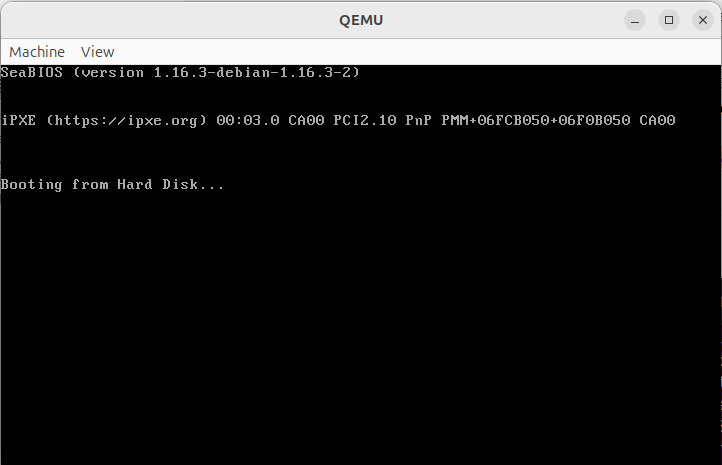 QEMU
Machine View
SeaBIOS (version 1.16.3-debian-1.16.3-2)
iPXE (https://ipxe.org) 00:03.0 CA00 PCI2.10 PnP PMM+06FCB050+06F0B050 CA00
Booting from Hard Disk...